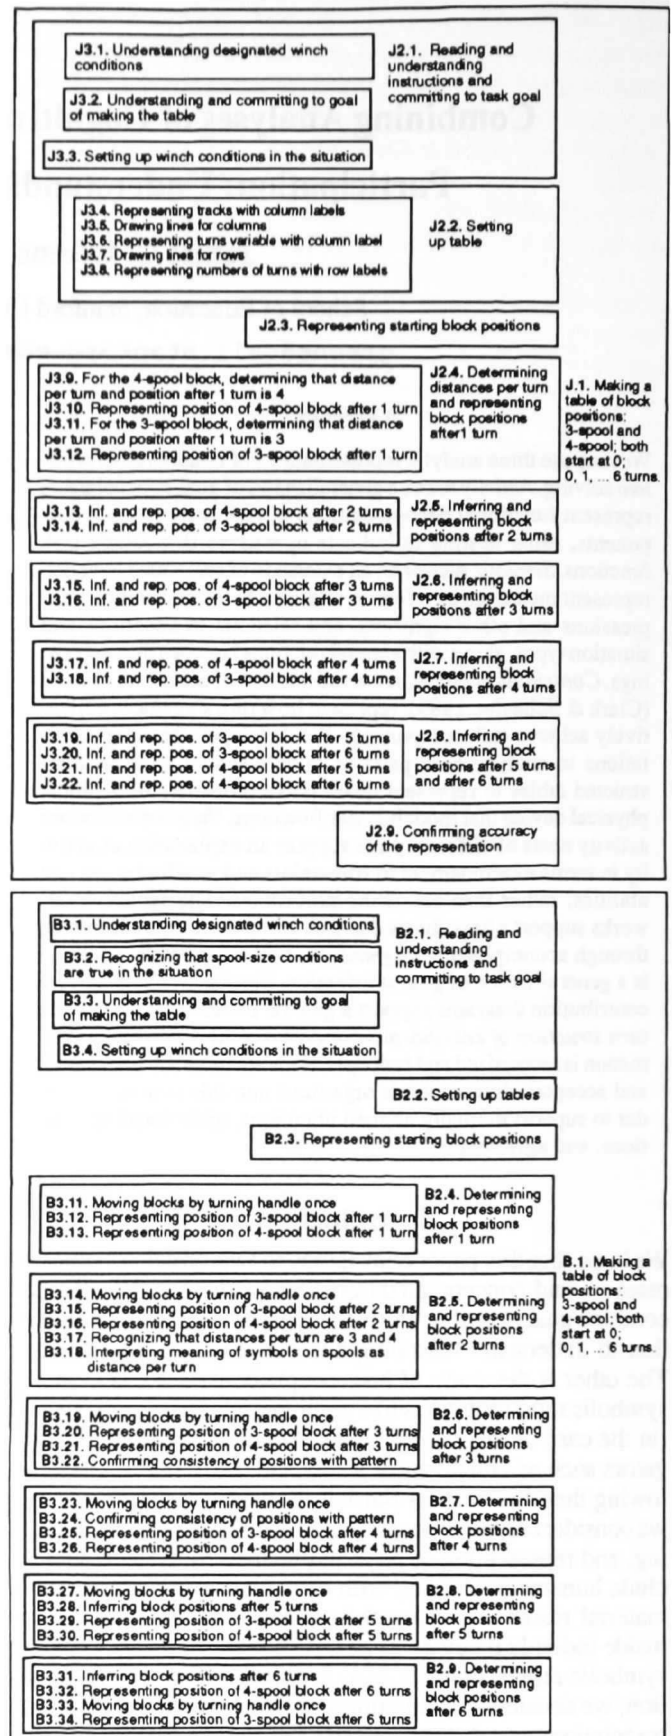 J3.1. Understanding designated winch
conditions
J3.2. Understanding and committing to goal
of making the table
J3.3. Setting up winch conditions in the situation
J2.1. Reading and
understanding
instructions and
committing to task goal
J3.4. Representing tracks with column labels
J3.5. Drawing lines for columns
J3.6. Representing turns variable with column label
J3.7. Drawing lines for rows
J3.8. Representing numbers of turns with row labels
J2.2. Setting
up table
J2.3. Representing starting block positions
J3.9. For the 4-spool block, determining that distance
per turn and position after 1 turn is 4
J3.10. Representing position of 4-spool block after 1 turn
J3.11. For the 3-spool block, determining that distance
per turn and position after 1 turn is 3
J3.12. Representing position of 3-spool block after 1 turn
J2.4. Determining
distances per turn
and representing
block positions
after1 turn
J.1. Making a
table of block
positions:
3-spool and
4-spool; both
start at 0;
0, 1, ... 6 turns.
J3.13. Inf. and rep. pos. of 4-spool block after 2 turns
J3.14. Inf. and rep. pos. of 3-spool block after 2 turns
J2.5. Inferring and
representing block
positions after 2 turns
J3.15. Inf. and rep. pos. of 4-spool block after 3 turns
J3.16. Inf. and rep. pos. of 3-spool block after 3 turns
J2.6. Inferring and
representing block
positions after 3 turns
J3.17. Inf. and rep. pos. of 4-spool block after 4 turns
J3.18. Inf. and rep. pos. of 3-spool block after 4 turns
J2.7. Inferring and
representing block
positions after 4 turns
J3.19. Inf. and rep. pos. of 3-spool block after 5 turns
J3.20. Inf. and rep. pos. of 3-spool block after 6 turns
J3.21. Inf. and rep. pos. of 4-spool block after 5 turns
J3.22. Inf. and rep. pos. of 4-spool block after 6 turns
J2.8. Inferring and
representing block
positions after 5 turns
and after 6 turns
J2.9. Confirming accuracy
of the representation
B3.1. Understanding designated winch conditions
B3.2. Recognizing that spool-size conditions
are true in the situation
B3.3. Understanding and committing to goal
of making the table
B3.4. Setting up winch conditions in the situation
B2.1. Reading and
understanding
instructions and
committing to task goal
B2.2. Setting up tables
B2.3. Representing starting block positions
B3.11. Moving blocks by turning handle once
B3.12. Representing position of 3-spool block after 1 turn
B3.13. Representing position of 4-spool block after 1 turn
B2.4. Determining
and representing
block positions
after 1 turn
B3.14. Moving blocks by turning handle once
B3.15. Representing position of 3-spool block after 2 turns
B3.16. Representing position of 4-spool block after 2 turns
B3.17. Recognizing that distances per turn are 3 and 4
B3.18. Interpreting meaning of symbols on spools as
distance per turn
B2.5. Determining
and representing
block positions
after 2 turns
B.1. Making a
table of block
positions:
3-spool and
4-spool; both
start at 0;
0, 1, ... 6 turns.
B3.19. Moving blocks by turning handle once
B3.20. Representing position of 3-spool block after 3 turns
B3.21. Representing position of 4-spool block after 3 turns
B3.22. Confirming consistency of positions with pattern
B2.6. Determining
and representing
block positions
after 3 turns
B3.23. Moving blocks by turning handle once
B3.24. Confirming consistency of positions with pattern
B3.25. Representing position of 3-spool block after 4 turns
B3.26. Representing position of 4-spool block after 4 turns
B2.7. Determining
and representing
block positions
after 4 turns
B3.27. Moving blocks by turning handle once
B3.28. Inferring block positions after 5 turns
B3.29. Representing position of 3-spool block after 5 turns
B3.30. Representing position of 4-spool block after 5 turns
B2.8. Determining
and representing
block positions
after 5 turns
B3.31. Inferring block positions after 6 turns
B3.32. Representing position of 4-spool block after 6 turns
B3.33. Moving blocks by turning handle once
B3.34. Representing position of 3-spool block after 6 turns
B2.9. Determining
and representing
block positions
after 6 turns